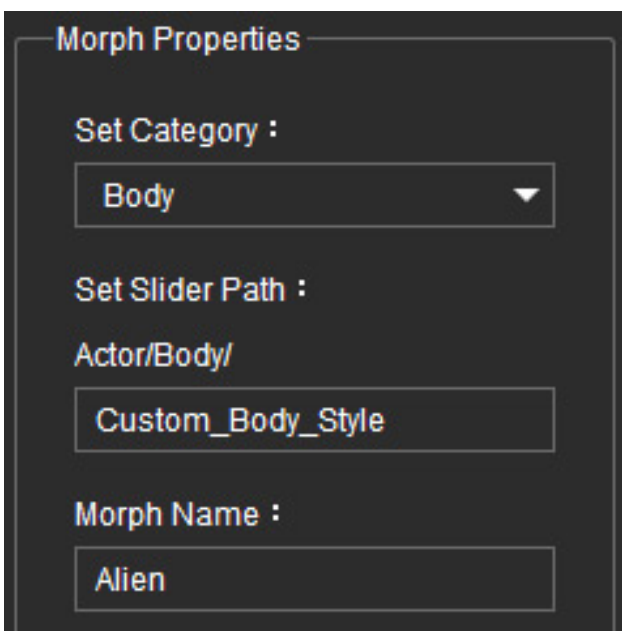 Morph Properties
Set Category :
Body
Set Slider Path :
Actor/Body/
Custom_Body_Style
Morph Name :
Alien